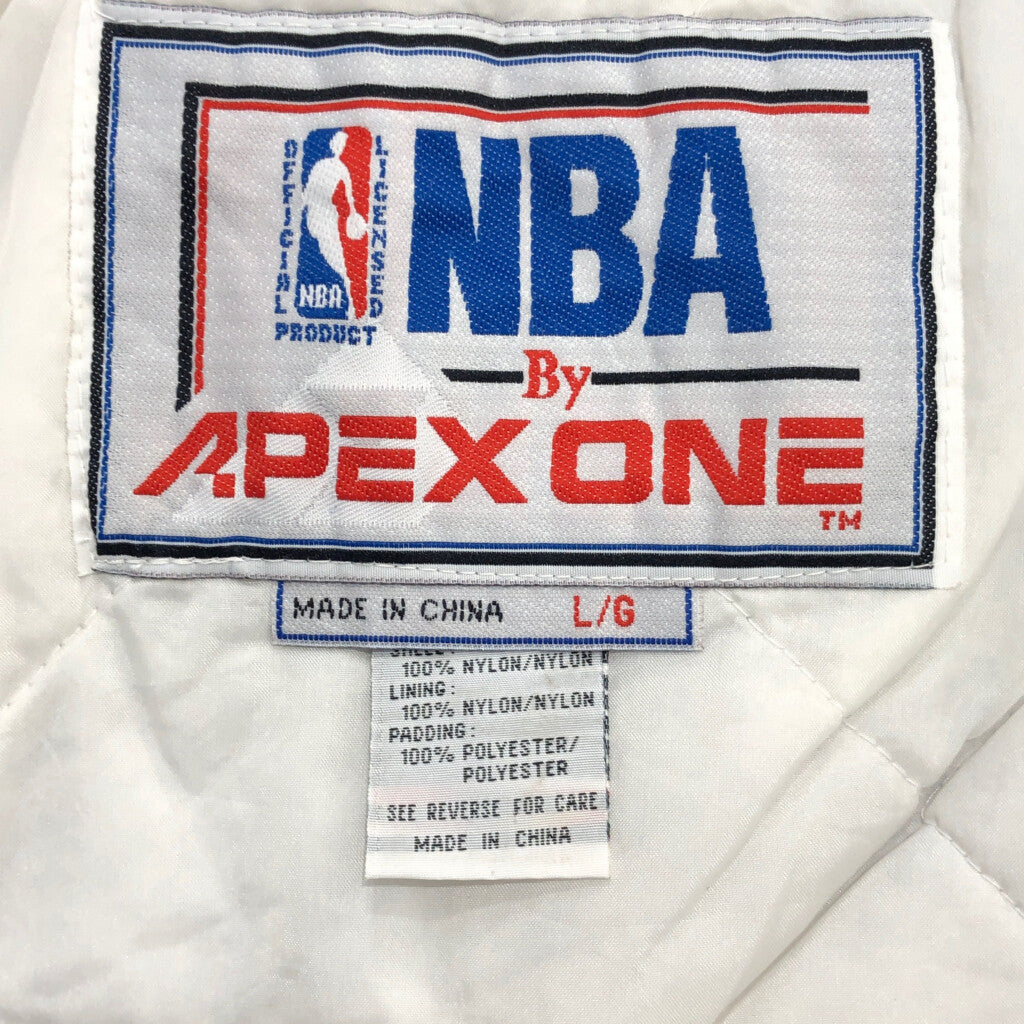 OFFICIAL LICENSED
NBA
PRODUCT
NBA
By
APEX ONE
TM
MADE IN CHINA L/G
SHELL:
100% NYLON/NYLON
LINING:
100% NYLON/NYLON
PADDING:
100% POLYESTER/
POLYESTER
SEE REVERSE FOR CARE
MADE IN CHINA